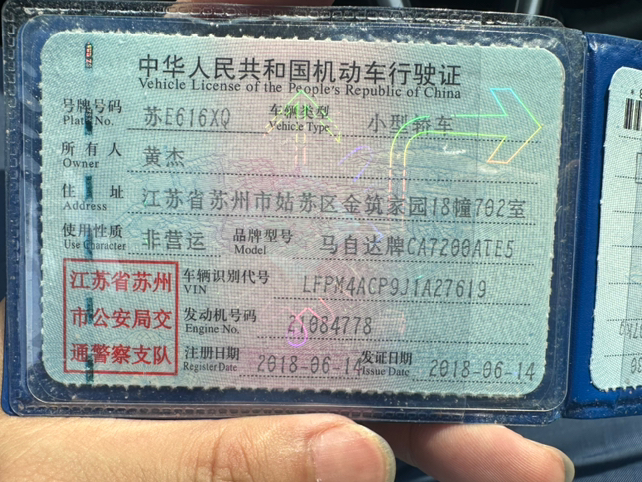 中华人民共和国机动车行驶证
Vehicle License of the People's Republic of China
号牌号码 苏E616XQ 车辆类型 小型轿车
Plate No. Vehicle Type
所有人 黄杰
Owner
住址 江苏省苏州市姑苏区金筑家园18幢702室
Address
使用性质 非营运 品牌型号 马自达牌CA7200ATE5
Use Character Model
江苏省苏州
市公安局交
通警察支队
车辆识别代号 LFPM4ACP9J1A27619
VIN
发动机号码 21084778
Engine No.
注册日期 2018-06-14 发证日期 2018-06-14
Register Date Issue Date